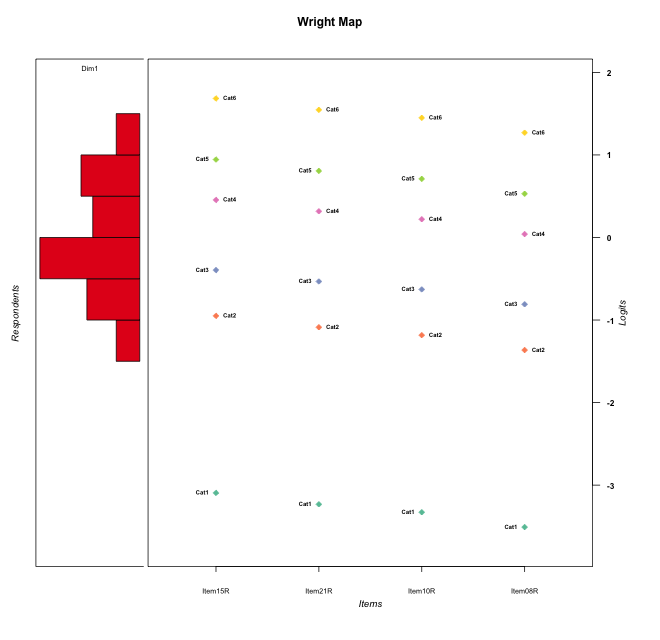 Wright Map
Dim1
2
Cat6
Cat6
Cat6
Cat6
1
Cat5
Cat5
Cat5
Cat5
Cat4
Cat4
Cat4
Cat4
0
Cat3
Cat3
Cat3
Cat3
-1
Cat2
Cat2
Cat2
Cat2
Respondents
Logits
-2
-3
Cat1
Cat1
Cat1
Cat1
Item15R Item21R Item10R Item08R
Items